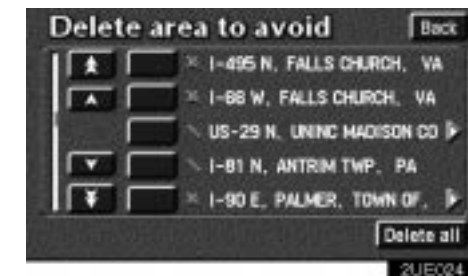 Delete area to avoid
Back
I-495 N, FALLS CHURCH, VA
I-66 W, FALLS CHURCH, VA
US-29 N, UNINC MADISON CO
I-81 N, ANTRIM TWP, PA
I-90 E, PALMER, TOWN OF,
Delete all
2UE024